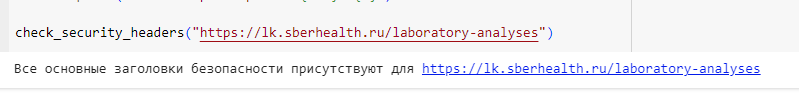 check_security_headers("https://lk.sberhealth.ru/laboratory-analyses")
Все основные заголовки безопасности присутствуют для https://lk.sberhealth.ru/laboratory-analyses